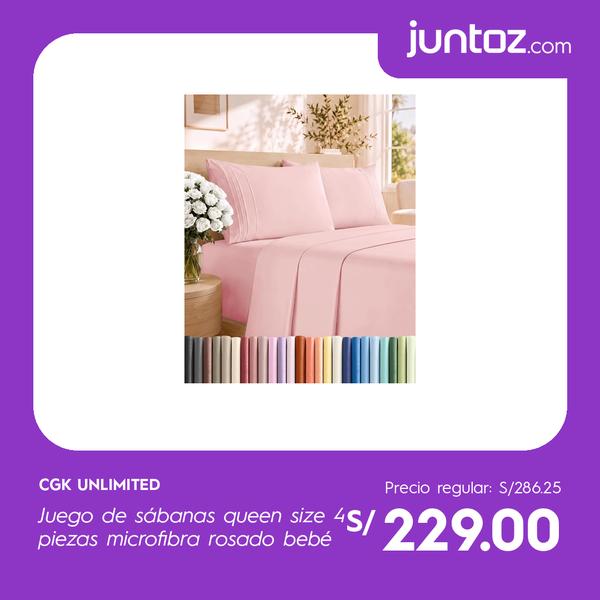 juntoz.com
CGK UNLIMITED
Juego de sábanas queen size 4
piezas microfibra rosado bebé
Precio regular: S/286.25
S/ 229.00